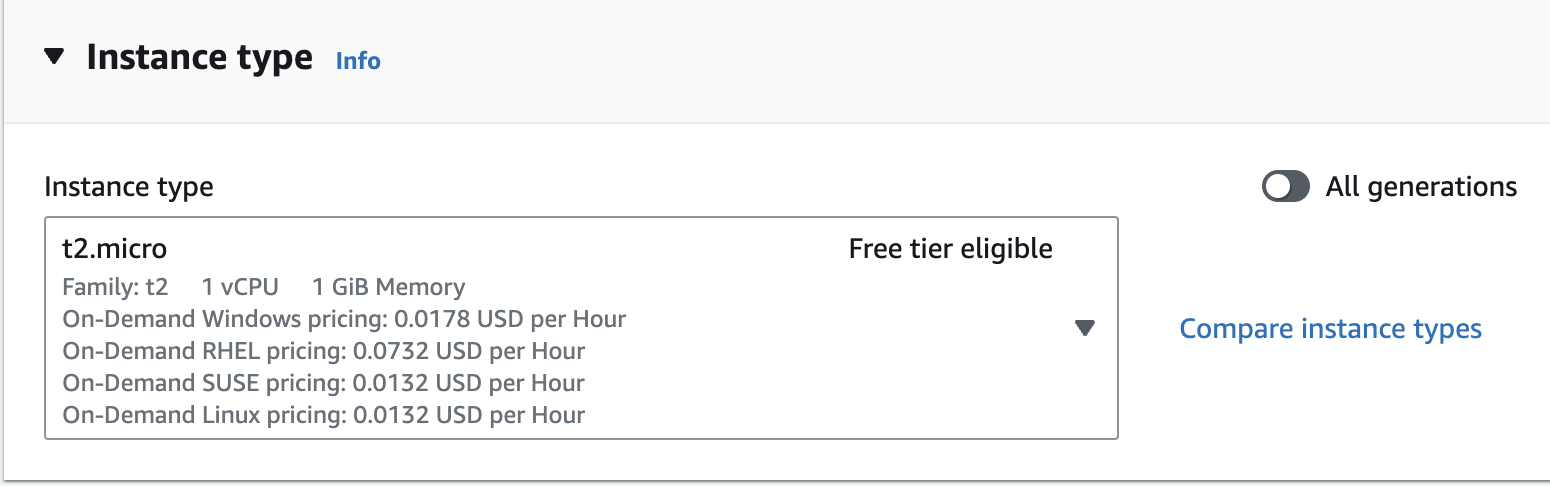 Instance type Info
Instance type
All generations
t2.micro Free tier eligible
Family: t2 1 vCPU 1 GiB Memory
On-Demand Windows pricing: 0.0178 USD per Hour
On-Demand RHEL pricing: 0.0732 USD per Hour
On-Demand SUSE pricing: 0.0132 USD per Hour
On-Demand Linux pricing: 0.0132 USD per Hour
Compare instance types